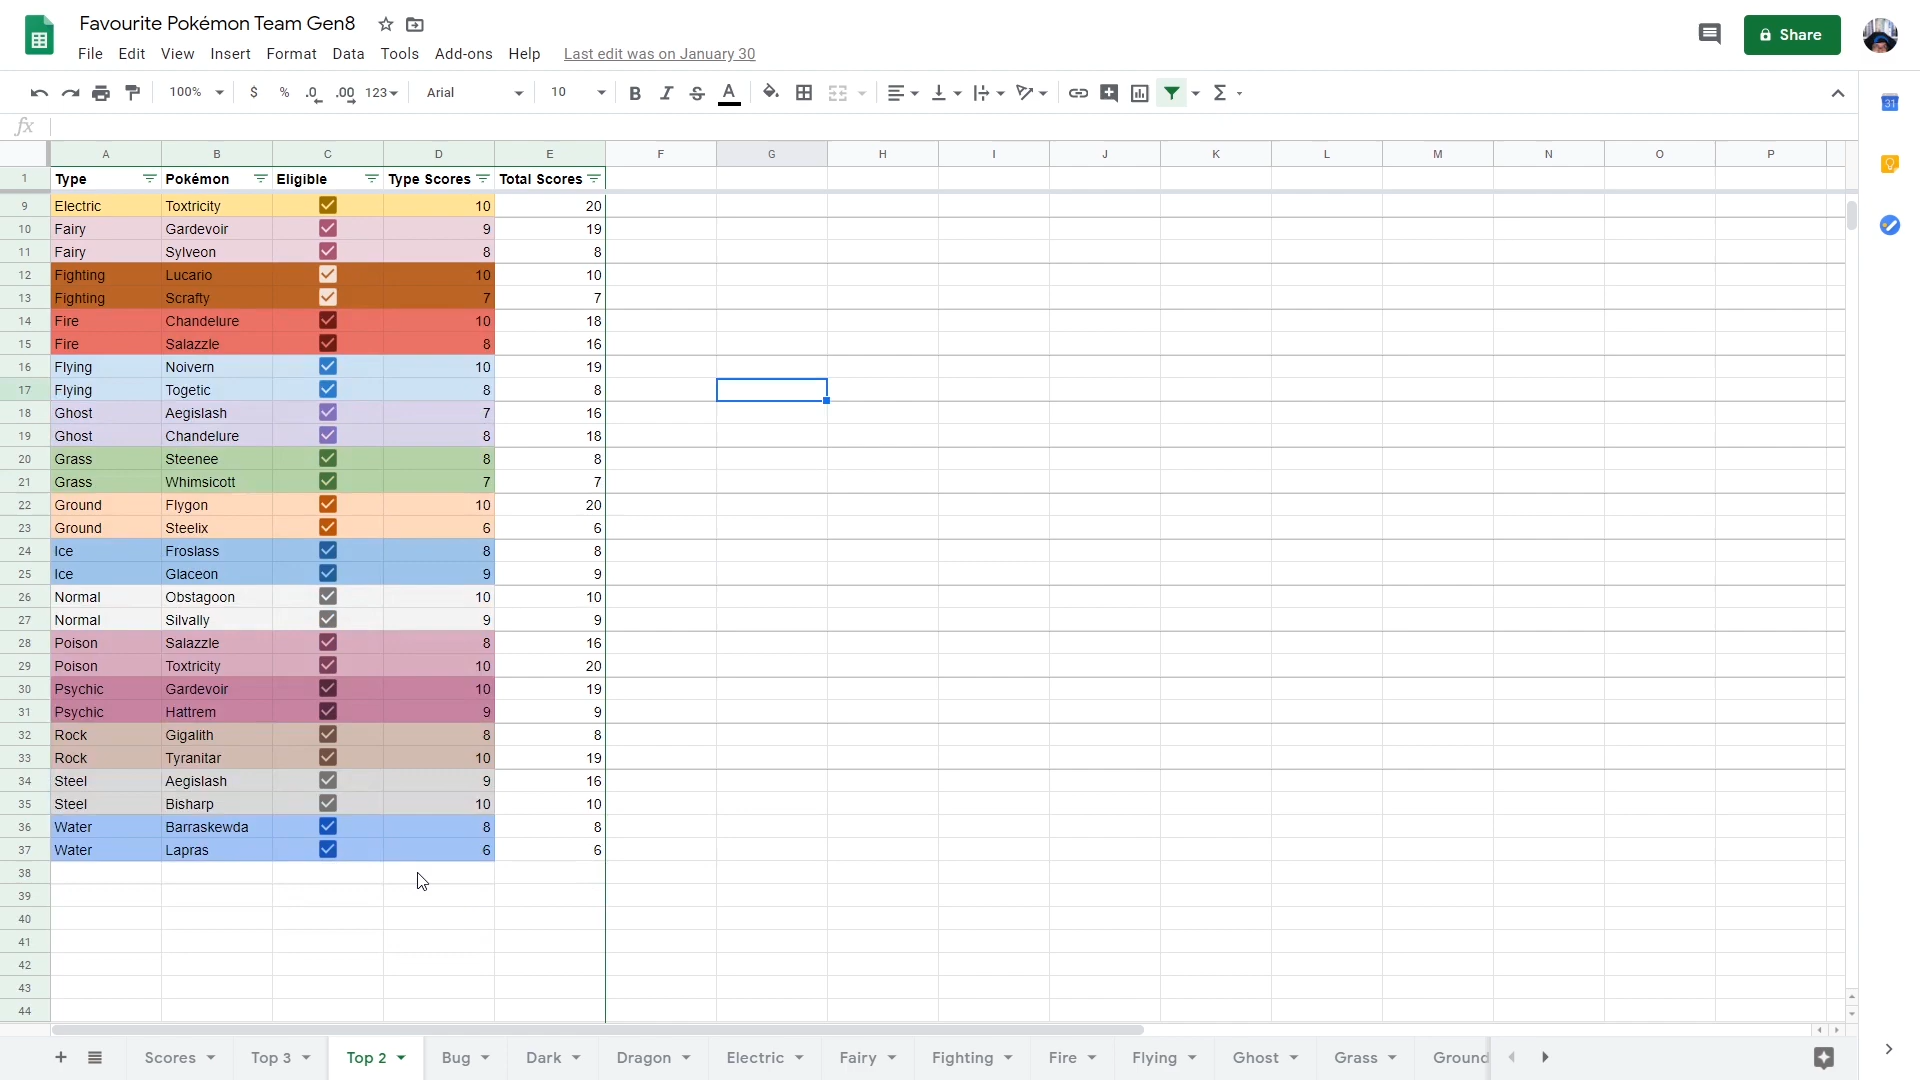 Favourite Pokémon Team Gen8
File Edit View Insert Format Data Tools Add-ons Help Last edit was on January 30
Share
100% $ % .0 .00 123 Arial 10 B I S A
31
fx
A B C D E F G H I J K L M N O P
1 Type Pokémon Eligible Type Scores Total Scores
9 Electric Toxtricity 10 20
10 Fairy Gardevoir 9 19
11 Fairy Sylveon 8 8
12 Fighting Lucario 10 10
13 Fighting Scrafty 7 7
14 Fire Chandelure 10 18
15 Fire Salazzle 8 16
16 Flying Noivern 10 19
17 Flying Togetic 8 8
18 Ghost Aegislash 7 16
19 Ghost Chandelure 8 18
20 Grass Steenee 8 8
21 Grass Whimsicott 7 7
22 Ground Flygon 10 20
23 Ground Steelix 6 6
24 Ice Froslass 8 8
25 Ice Glaceon 9 9
26 Normal Obstagoon 10 10
27 Normal Silvally 9 9
28 Poison Salazzle 8 16
29 Poison Toxtricity 10 20
30 Psychic Gardevoir 10 19
31 Psychic Hattrem 9 9
32 Rock Gigalith 8 8
33 Rock Tyranitar 10 19
34 Steel Aegislash 9 16
35 Steel Bisharp 10 10
36 Water Barraskewda 8 8
37 Water Lapras 6 6
38
39
40
41
42
43
44
Scores Top 3 Top 2 Bug Dark Dragon Electric Fairy Fighting Fire Flying Ghost Grass Ground